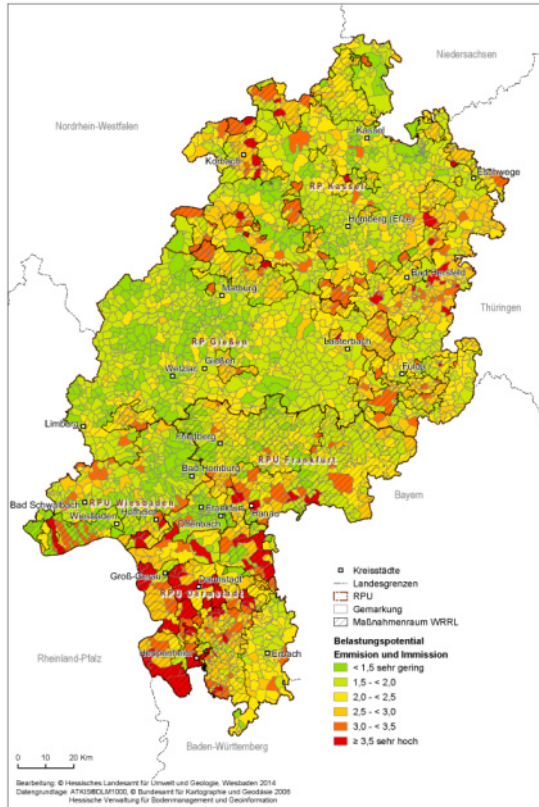 Niedersachsen
Nordrhein-Westfalen
Kassel
Korbach
Eschwege
RP Kassel
Homberg (Efze)
Bad Hersfeld
Marburg
Thüringen
RP Gießen
Lauterbach
Gießen
Wetzlar
Fulda
Limberg
Friedberg
RPU Frankfurt
Bad Homburg
Bayern
Bad Schwalbach
RPU Wiesbaden
Wiesbaden
Hofheim
Frankfurt
Offenbach
Hanau
Groß-Gerau
Darmstadt
RPU Darmstadt
Rheinland-Pfalz
Heppenheim
Erbach
Baden-Württemberg
Kreisstädte
Landesgrenzen
RPU
Gemarkung
Maßnahmenraum WRRL
Belastungspotential
Emmision und Immission
< 1,5 sehr gering
1,5 - < 2,0
2,0 - < 2,5
2,5 - < 3,0
3,0 - < 3,5
≥ 3,5 sehr hoch
0 10 20 Km
Bearbeitung: © Hessisches Landesamt für Umwelt und Geologie, Wiesbaden 2014
Datengrundlage: ATKIS®DLM1000, © Bundesamt für Kartographie und Geodäsie 2006
Hessische Verwaltung für Bodenmanagement und Geoinformation